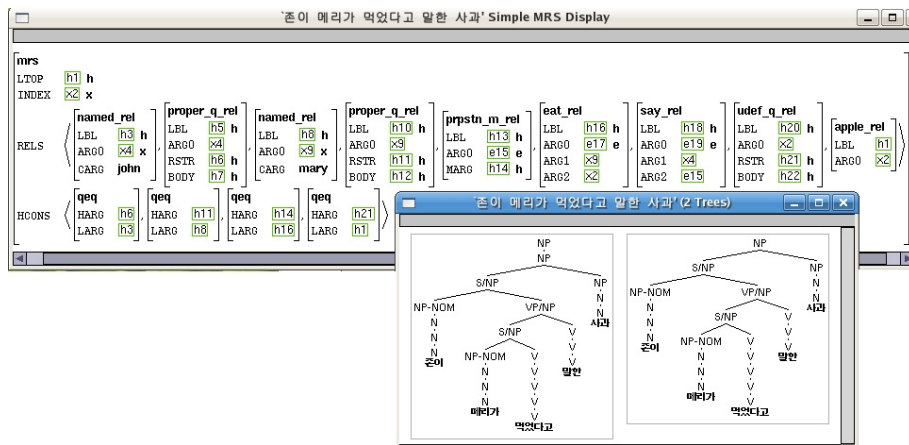 `존이 메리가 먹었다고 말한 사과' Simple MRS Display
mrs
LTOP h1 h
INDEX x2 x
RELS
named_rel
LBL h3 h
ARG0 x4 x
CARG john
proper_q_rel
LBL h5 h
ARG0 x4
RSTR h6 h
BODY h7 h
named_rel
LBL h8 h
ARG0 x9 x
CARG mary
proper_q_rel
LBL h10 h
ARG0 x9
RSTR h11 h
BODY h12 h
prpstn_m_rel
LBL h13 h
ARG0 e15 e
MARG h14 h
eat_rel
LBL h16 h
ARG0 e17 e
ARG1 x9
ARG2 x2
say_rel
LBL h18 h
ARG0 e19 e
ARG1 x4
ARG2 e15
udef_q_rel
LBL h20 h
ARG0 x2
RSTR h21 h
BODY h22 h
apple_rel
LBL h1
ARG0 x2
HCONS
qeq
HARG h6
LARG h3
qeq
HARG h11
LARG h8
qeq
HARG h14
LARG h16
qeq
HARG h21
LARG h1
`존이 메리가 먹었다고 말한 사과' (2 Trees)
NP
NP
S/NP NP
NP-NOM VP/NP N
N S/NP V N
N NP-NOM V V 사과
N N V V
존이 N V 말한
N V
N V
메리가 V
먹었다고
NP
S/NP NP
NP-NOM VP/NP N
N S/NP V N
N NP-NOM V V 사과
N N V V
존이 N V 말한
N V
N V
메리가 V
먹었다고